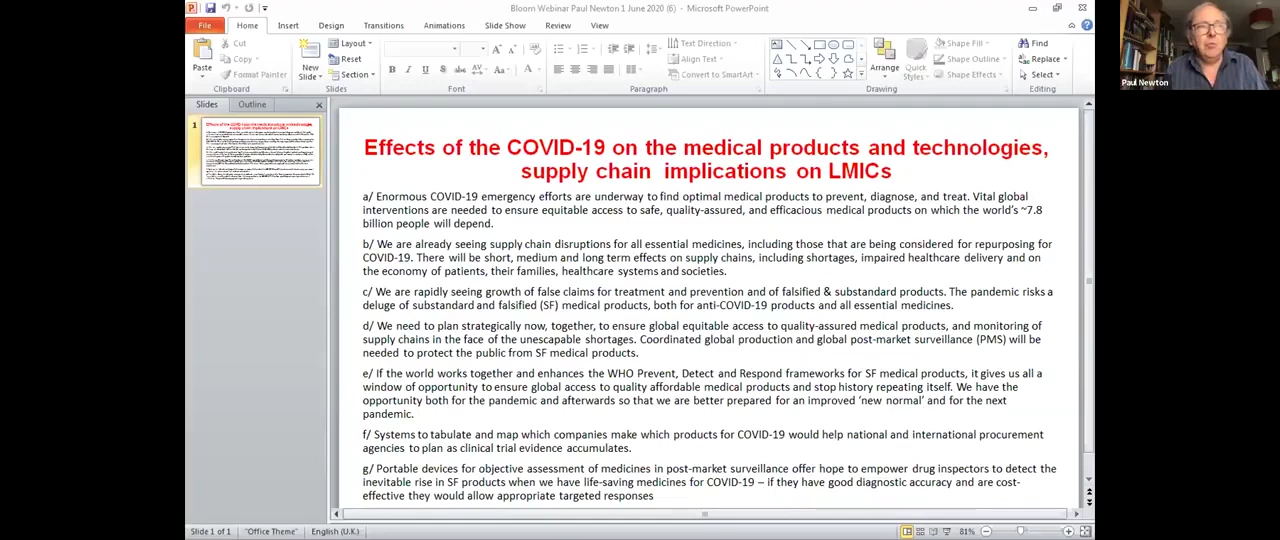 Bloom Webinar Paul Newton 1 June 2020 (6) - Microsoft PowerPoint
File Home Insert Design Transitions Animations Slide Show Review View
Paste
Cut
Copy
Format Painter
Clipboard
New
Slide
Layout
Reset
Section
Slides
Font
Text Direction
Align Text
Convert to SmartArt
Paragraph
Arrange
Quick
Styles
Shape Fill
Shape Outline
Shape Effects
Drawing
Find
Replace
Select
Editing
Paul Newton
Slides Outline
1
Effects of the COVID-19 on the medical products and technologies,
supply chain implications on LMICs
a/ Enormous COVID-19 emergency efforts are underway to find optimal medical products to prevent, diagnose, and treat. Vital global
interventions are needed to ensure equitable access to safe, quality-assured, and efficacious medical products on which the world's ~7.8
billion people will depend.
b/ We are already seeing supply chain disruptions for all essential medicines, including those that are being considered for repurposing for
COVID-19. There will be short, medium and long term effects on supply chains, including shortages, impaired healthcare delivery and on
the economy of patients, their families, healthcare systems and societies.
c/ We are rapidly seeing growth of false claims for treatment and prevention and of falsified & substandard products. The pandemic risks a
deluge of substandard and falsified (SF) medical products, both for anti-COVID-19 products and all essential medicines.
d/ We need to plan strategically now, together, to ensure global equitable access to quality-assured medical products, and monitoring of
supply chains in the face of the unescapable shortages. Coordinated global production and global post-market surveillance (PMS) will be
needed to protect the public from SF medical products.
e/ If the world works together and enhances the WHO Prevent, Detect and Respond frameworks for SF medical products, it gives us all a
window of opportunity to ensure global access to quality affordable medical products and stop history repeating itself. We have the
opportunity both for the pandemic and afterwards so that we are better prepared for an improved 'new normal' and for the next
pandemic.
f/ Systems to tabulate and map which companies make which products for COVID-19 would help national and international procurement
agencies to plan as clinical trial evidence accumulates.
g/ Portable devices for objective assessment of medicines in post-market surveillance offer hope to empower drug inspectors to detect the
inevitable rise in SF products when we have life-saving medicines for COVID-19 – if they have good diagnostic accuracy and are cost-
effective they would allow appropriate targeted responses
Slide 1 of 1 "Office Theme" English (U.K.) 81%